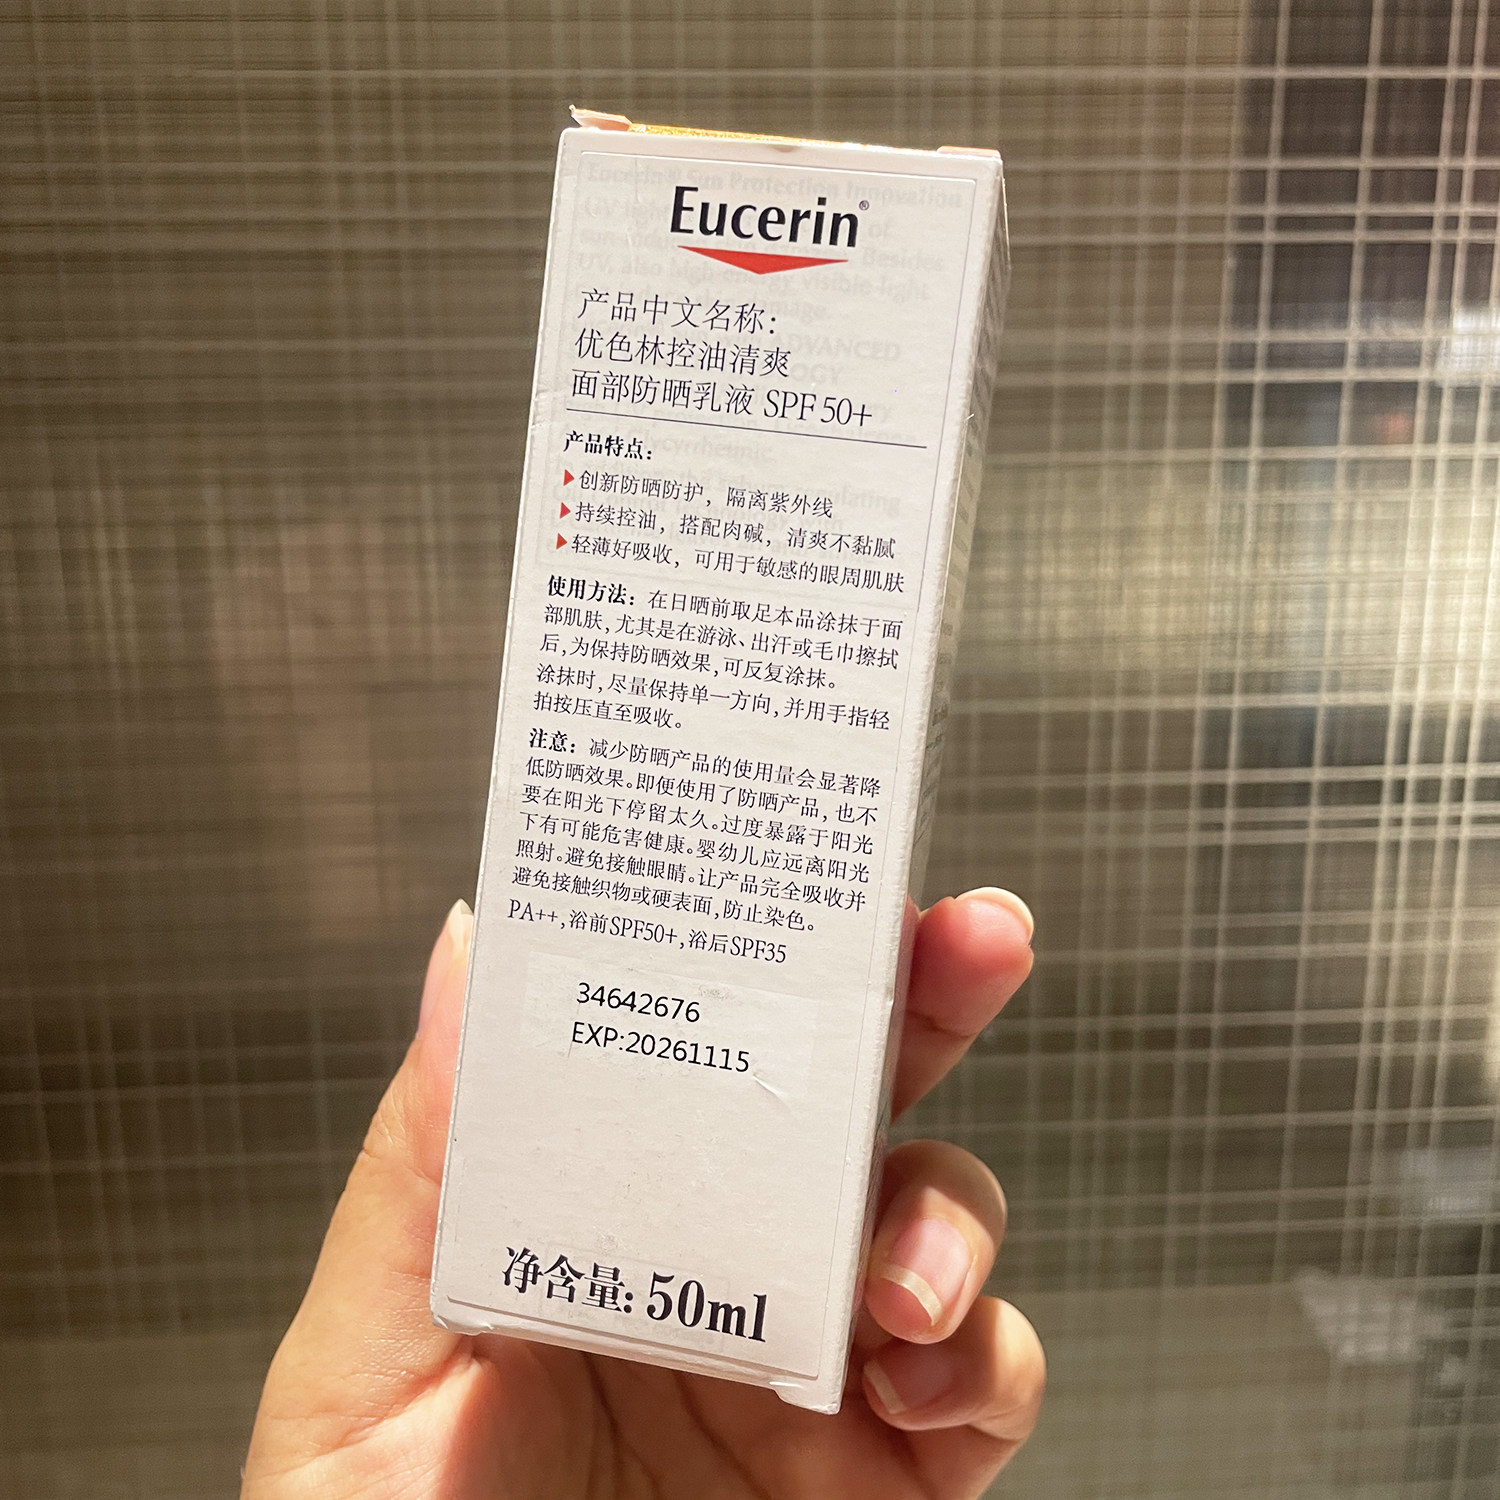 Eucerin®
产品中文名称：
优色林控油清爽
面部防晒乳液 SPF 50+
产品特点：
创新防晒防护，隔离紫外线
持续控油，搭配肉碱，清爽不黏腻
轻薄好吸收，可用于敏感的眼周肌肤
使用方法：在日晒前取足本品涂抹于面
部肌肤，尤其是在游泳、出汗或毛巾擦拭
后，为保持防晒效果，可反复涂抹。
涂抹时，尽量保持单一方向，并用手指轻
拍按压直至吸收。
注意：减少防晒产品的使用量会显著降
低防晒效果。即便使用了防晒产品，也不
要在阳光下停留太久。过度暴露于阳光
下有可能危害健康。婴幼儿应远离阳光
照射。避免接触眼睛。让产品完全吸收并
避免接触织物或硬表面，防止染色。
PA++，浴前SPF50+，浴后SPF35
34642676
EXP:20261115
净含量：50ml
Eucerin® Sun Protection Innovation